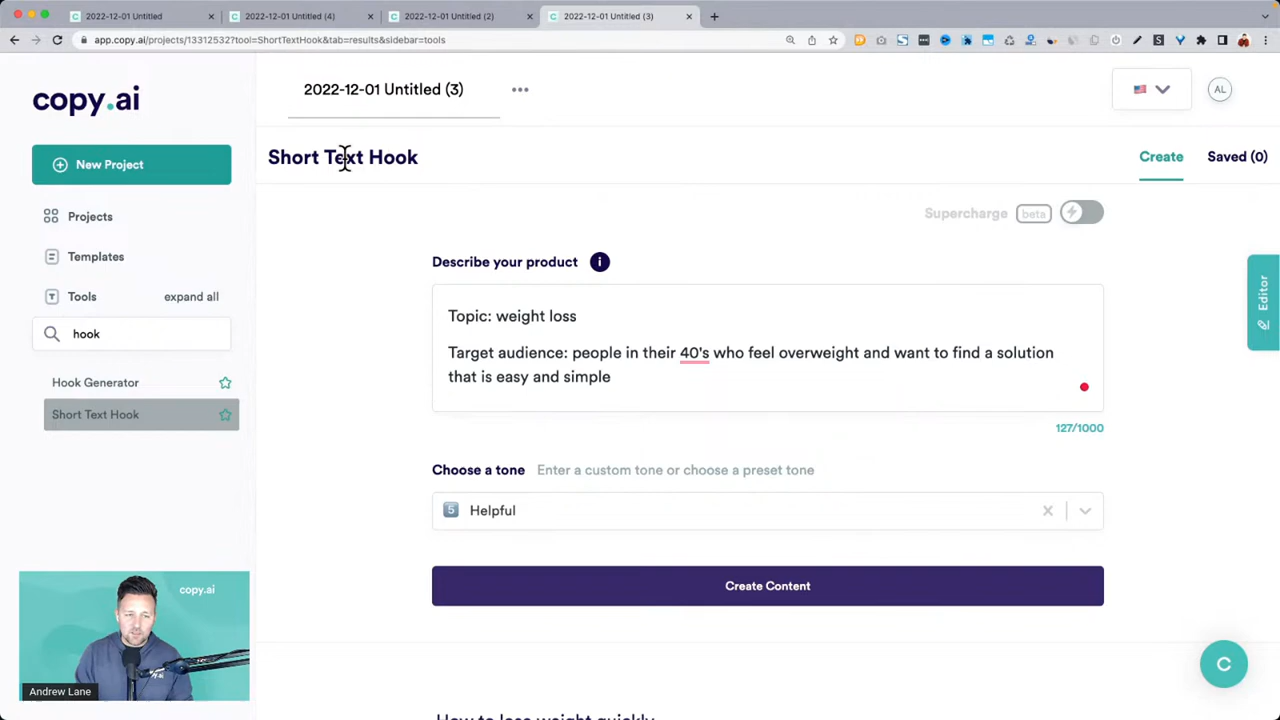 2022-12-01 Untitled
2022-12-01 Untitled (4)
2022-12-01 Untitled (2)
2022-12-01 Untitled (3)
app.copy.ai/projects/13312532?tool=ShortTextHook&tab=results&sidebar=tools
copy.ai
2022-12-01 Untitled (3)
AL
New Project
Short Text Hook
Create
Saved (0)
Projects
Supercharge beta
Templates
Describe your product
Tools
expand all
hook
Topic: weight loss
Target audience: people in their 40's who feel overweight and want to find a solution
that is easy and simple
Hook Generator
Short Text Hook
127/1000
Editor
Choose a tone Enter a custom tone or choose a preset tone
5 Helpful
Create Content
copy.ai
Andrew Lane
C
How to lose weight quickly